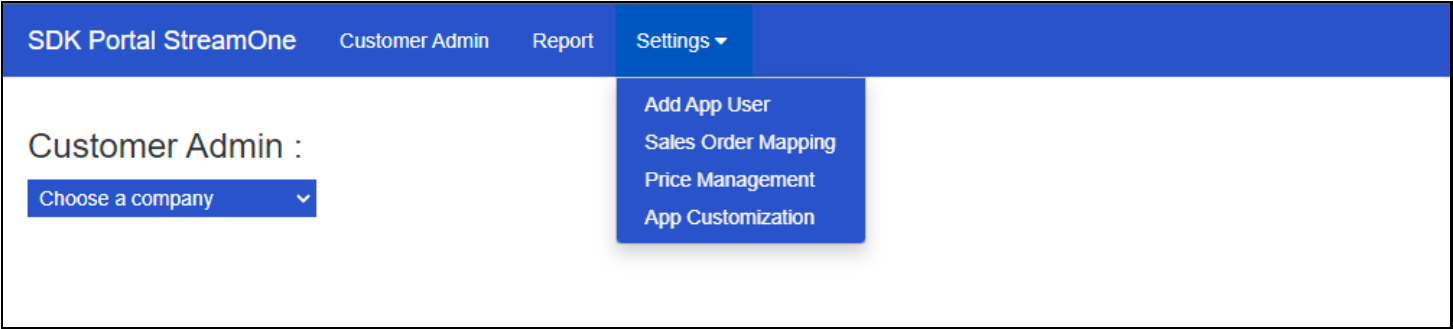 SDK Portal StreamOne Customer Admin Report Settings
Add App User
Sales Order Mapping
Price Management
App Customization
Customer Admin :
Choose a company